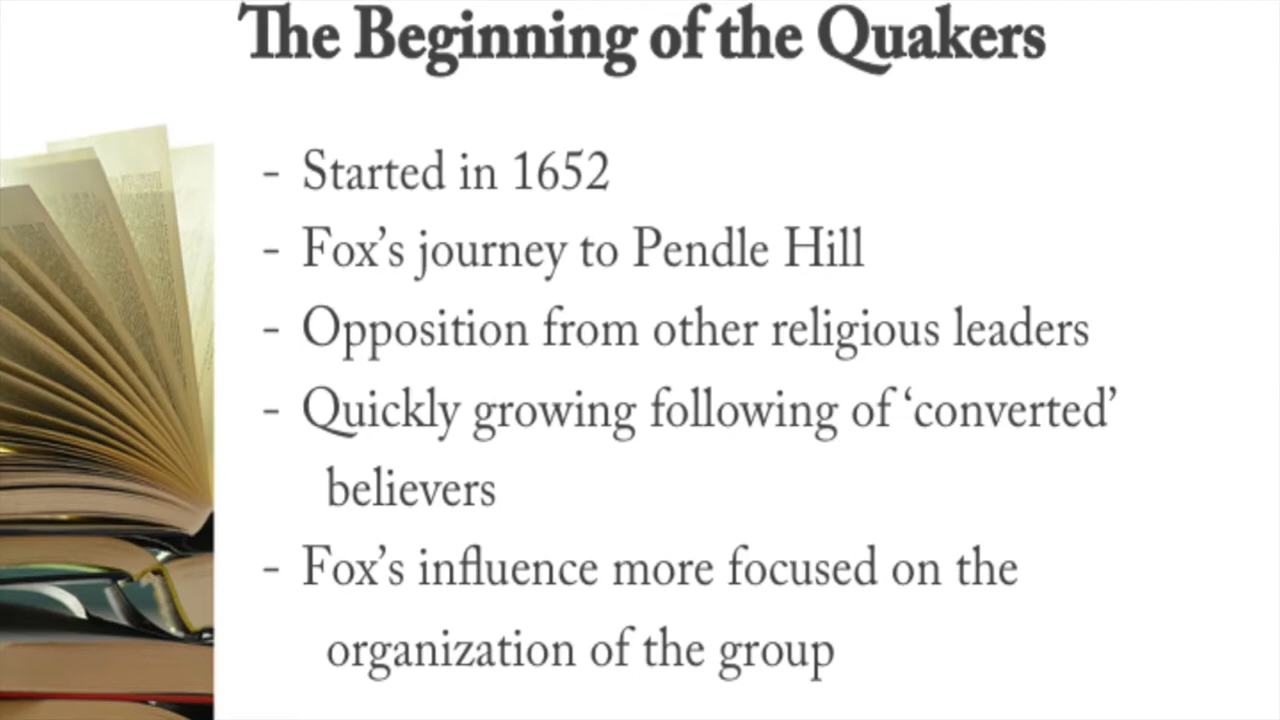 The Beginning of the Quakers
- Started in 1652
- Fox’s journey to Pendle Hill
- Opposition from other religious leaders
- Quickly growing following of ‘converted’
believers
- Fox’s influence more focused on the
organization of the group